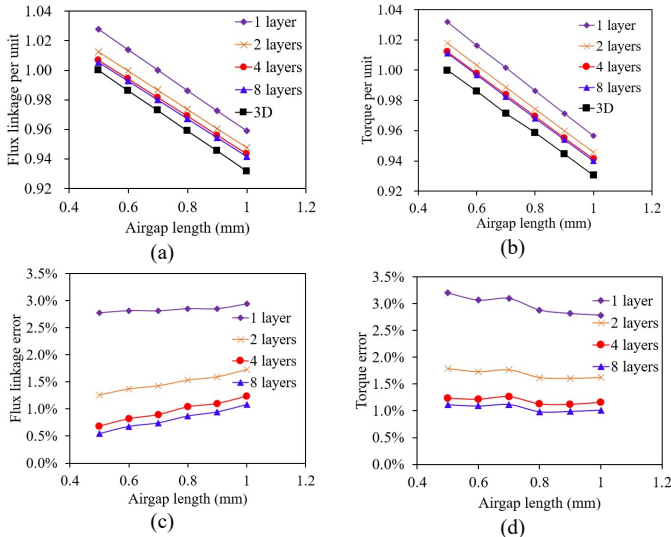 1.04
1.02
1.00
0.98
0.96
0.94
0.92
Flux linkage per unit
1 layer
2 layers
4 layers
8 layers
3D
0.4 0.6 0.8 1 1.2
Airgap length (mm)
(a)
1.04
1.02
1.00
0.98
0.96
0.94
0.92
Torque per unit
1 layer
2 layers
4 layers
8 layers
3D
0.4 0.6 0.8 1 1.2
Airgap length (mm)
(b)
3.5%
3.0%
2.5%
2.0%
1.5%
1.0%
0.5%
0.0%
Flux linkage error
1 layer
2 layers
4 layers
8 layers
0.4 0.6 0.8 1 1.2
Airgap length (mm)
(c)
3.5%
3.0%
2.5%
2.0%
1.5%
1.0%
0.5%
0.0%
Torque error
1 layer
2 layers
4 layers
8 layers
0.4 0.6 0.8 1 1.2
Airgap length (mm)
(d)